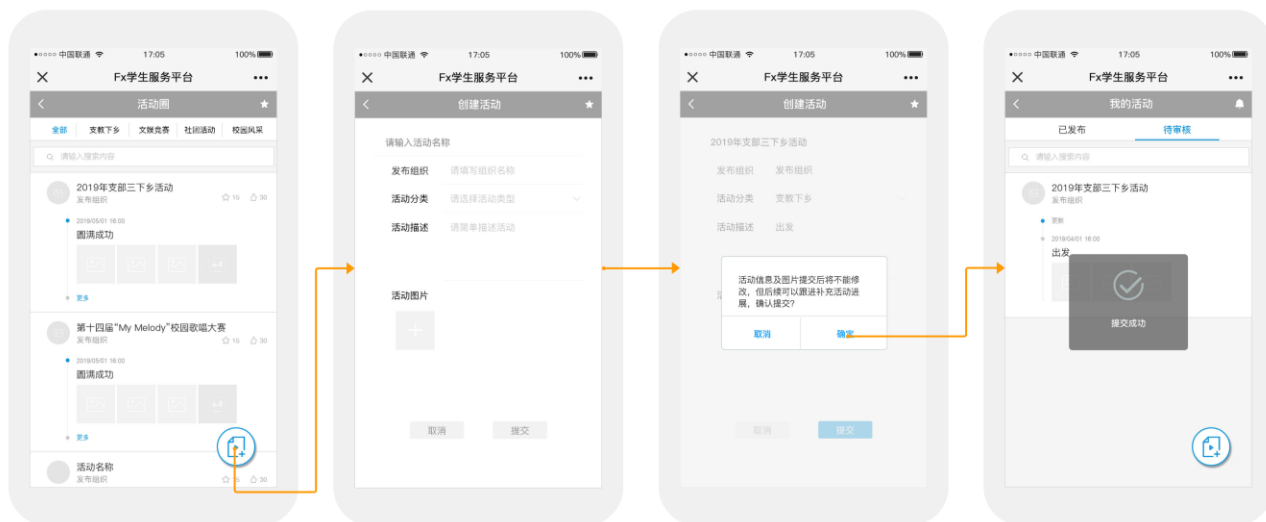 中国联通 17:05 100%
Fx学生服务平台
活动圈
全部 支教下乡 文娱竞赛 社团活动 校园风采
请输入搜索内容
2019年支部三下乡活动
发布组织 15 30
2019/05/01 16:00
圆满成功
+4
更多
第十四届“My Melody”校园歌唱大赛
发布组织 15 30
2019/05/01 16:00
圆满成功
+4
更多
活动名称
发布组织 15 30
中国联通 17:05 100%
Fx学生服务平台
创建活动
请输入活动名称
发布组织 请填写组织名称
活动分类 请选择活动类型
活动描述 请简单描述活动
活动图片
取消 提交
中国联通 17:05 100%
Fx学生服务平台
创建活动
2019年支部三下乡活动
发布组织 发布组织
活动分类 支教下乡
活动描述 出发
活动信息及图片提交后将不能修
改，但后续可以跟进补充活动进
展，确认提交?
取消 确定
取消 提交
中国联通 17:05 100%
Fx学生服务平台
我的活动
已发布 待审核
请输入搜索内容
2019年支部三下乡活动
发布组织
更新
2019/04/01 16:00
出发
提交成功